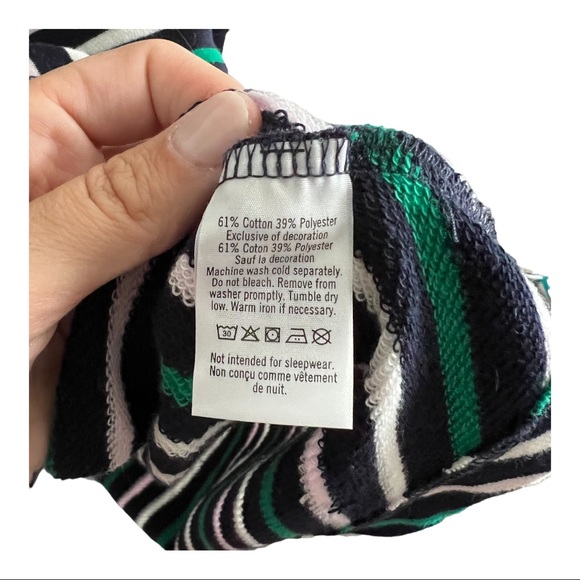 61% Cotton 39% Polyester
Exclusive of decoration
61% Coton 39% Polyester
Sauf la decoration
Machine wash cold separately.
Do not bleach. Remove from
washer promptly. Tumble dry
low. Warm iron if necessary.
30
Not intended for sleepwear.
Non conçu comme vêtement
de nuit.